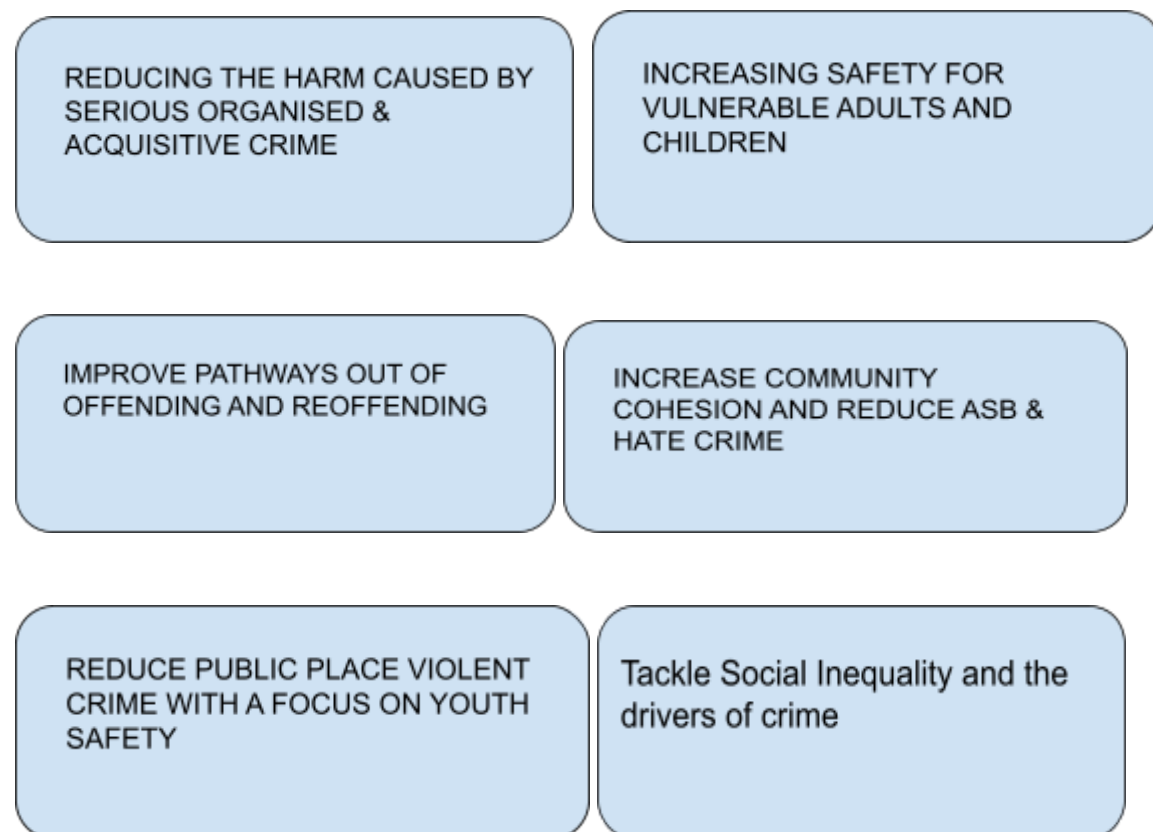 REDUCING THE HARM CAUSED BY
SERIOUS ORGANISED &
ACQUISITIVE CRIME
INCREASING SAFETY FOR
VULNERABLE ADULTS AND
CHILDREN
IMPROVE PATHWAYS OUT OF
OFFENDING AND REOFFENDING
INCREASE COMMUNITY
COHESION AND REDUCE ASB &
HATE CRIME
REDUCE PUBLIC PLACE VIOLENT
CRIME WITH A FOCUS ON YOUTH
SAFETY
Tackle Social Inequality and the
drivers of crime